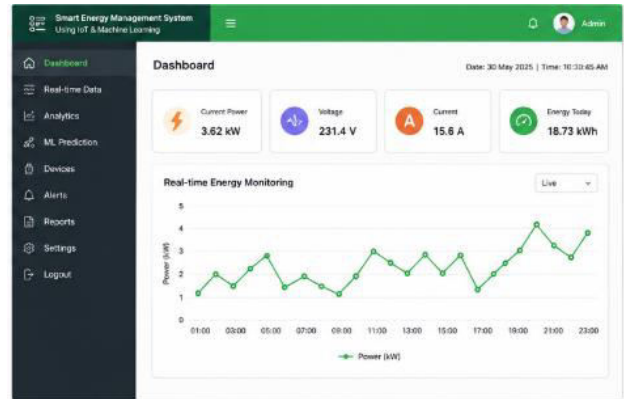 Smart Energy Management System
Using IoT & Machine Learning
Admin
Dashboard
Real-time Data
Analytics
ML Prediction
Devices
Alerts
Reports
Settings
Logout
Dashboard
Date: 30 May 2025 | Time: 10:30:45 AM
Current Power
3.62 kW
Voltage
231.4 V
Current
A
15.6 A
Energy Today
18.73 kWh
Real-time Energy Monitoring
Live
Power (kW)
5
4
3
2
1
0
01:00 03:00 05:00 07:00 09:00 11:00 13:00 15:00 17:00 19:00 21:00 23:00
Power (kW)